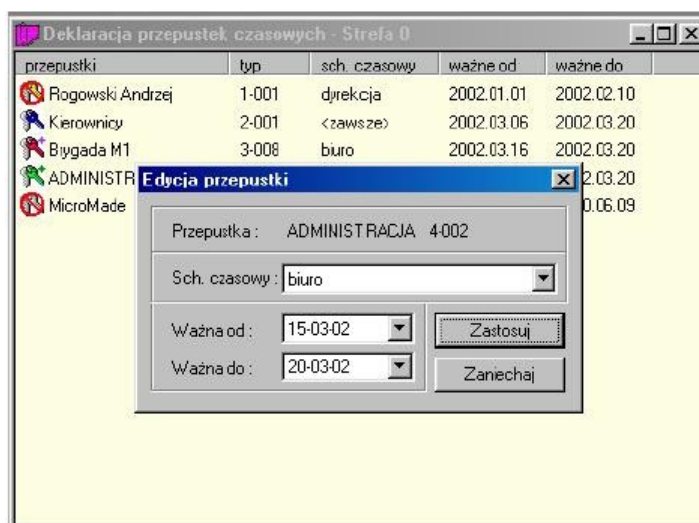 Deklaracja przepustek czasowych - Strefa 0
przepustki typ sch. czasowy ważne od ważne do
Rogowski Andrzej 1-001 dyrekcja 2002.01.01 2002.02.10
Kierownicy 2-001 <zawsze> 2002.03.06 2002.03.20
Brygada M1 3-008 biuro 2002.03.16 2002.03.20
ADMINISTR 2.03.20
MicroMade 0.06.09
Edycja przepustki
Przepustka : ADMINISTRACJA 4-002
Sch. czasowy : biuro
Ważna od : 15-03-02 Zastosuj
Ważna do : 20-03-02 Zaniechaj